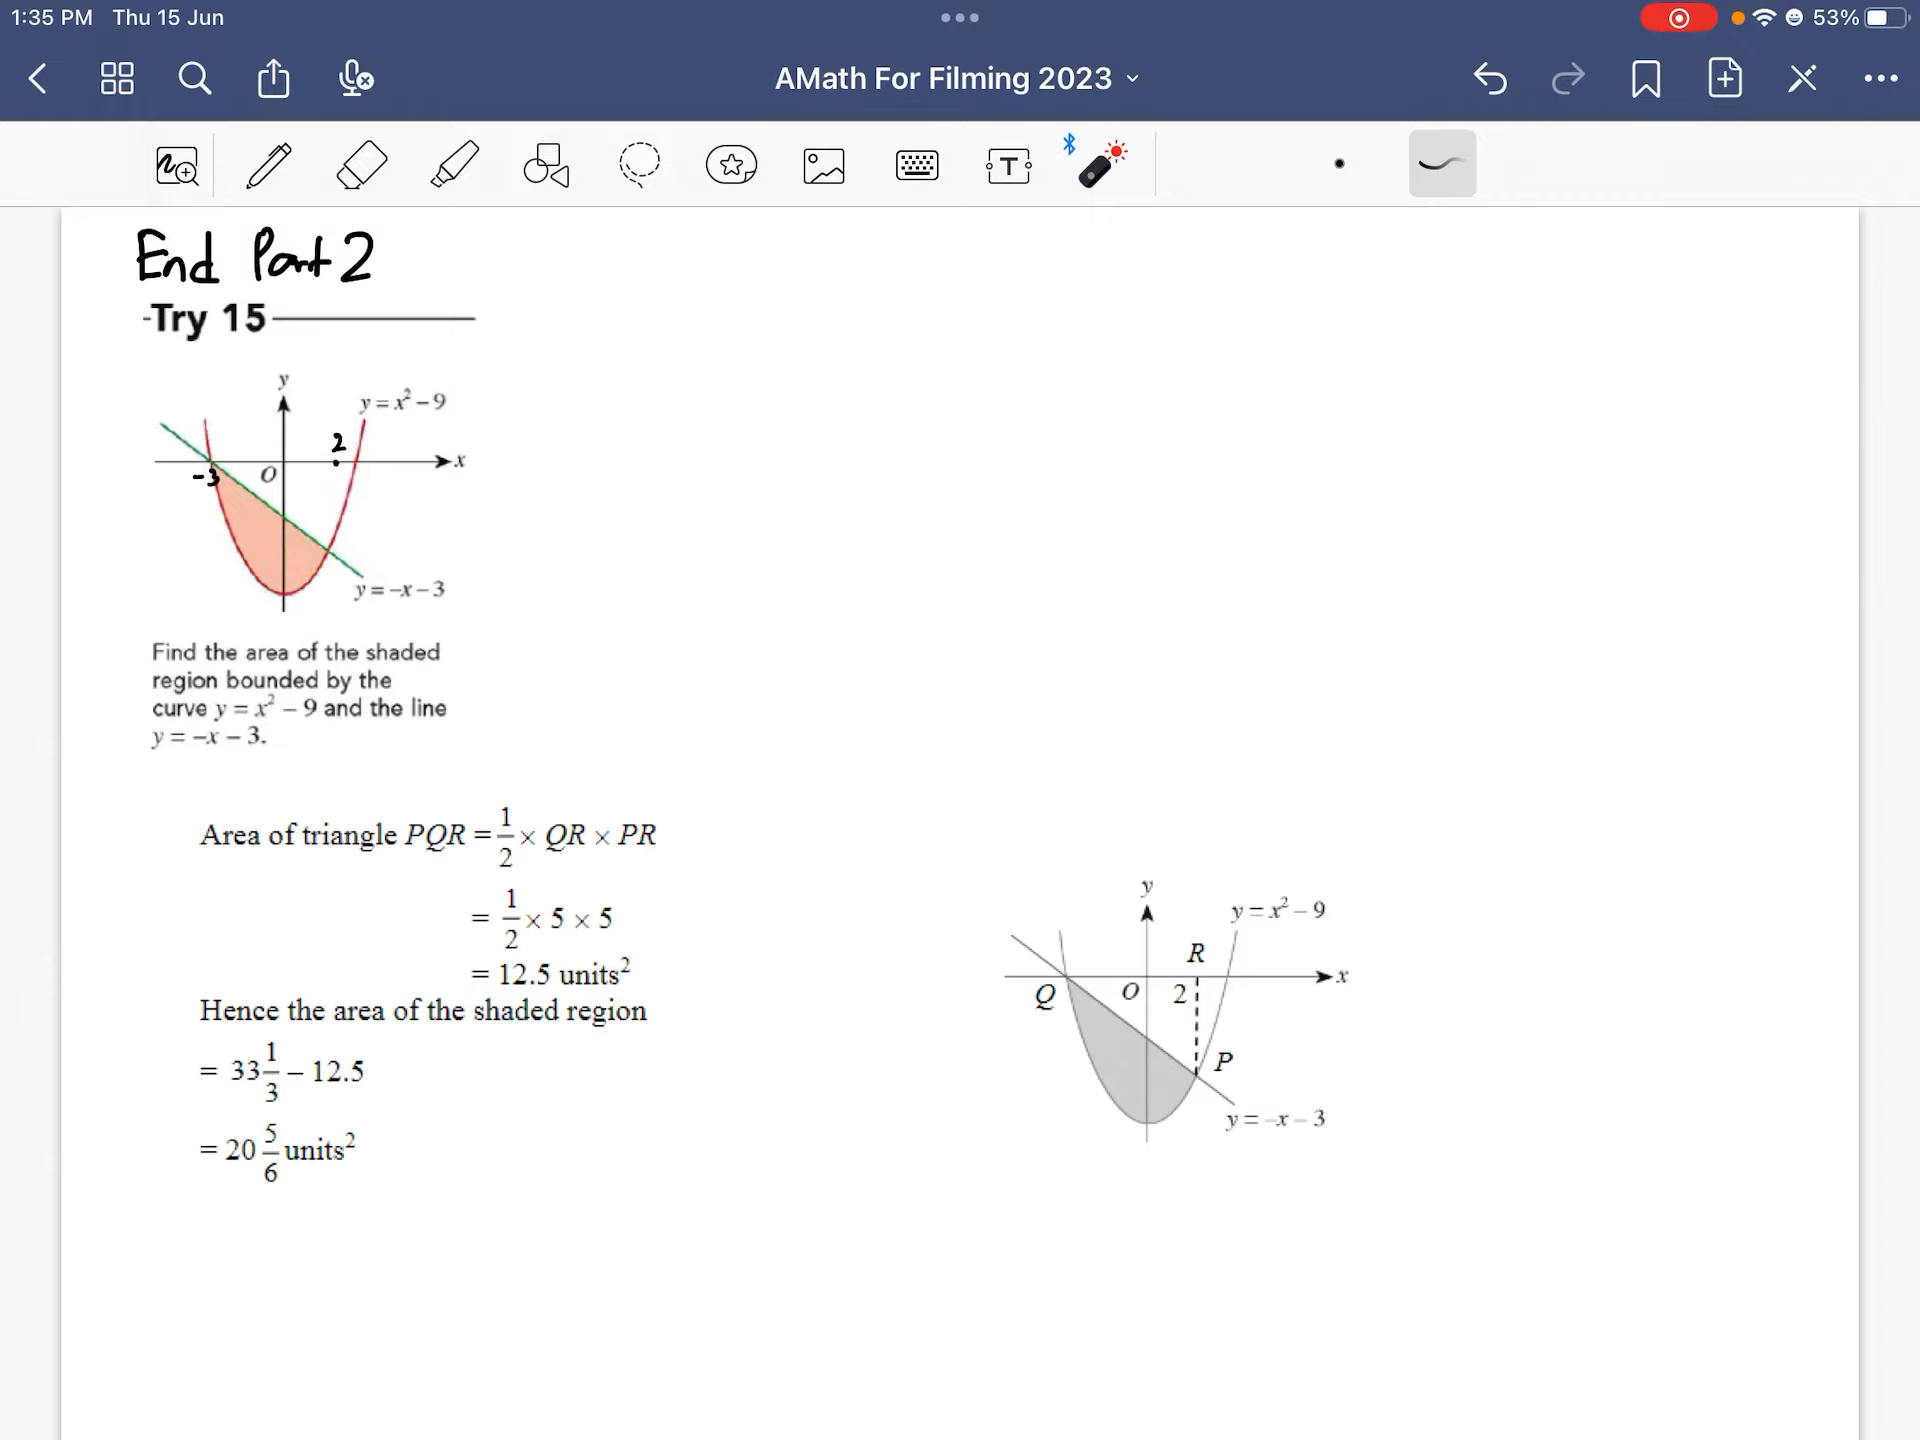 1:35 PM Thu 15 Jun
53%
AMath For Filming 2023
T
End Part 2
-Try 15
y
y = x² – 9
2
-3
O
x
y = –x – 3
Find the area of the shaded
region bounded by the
curve y = x² – 9 and the line
y = –x – 3.
Area of triangle PQR = 1/2 × QR × PR
= 1/2 × 5 × 5
= 12.5 units²
Hence the area of the shaded region
= 33 1/3 – 12.5
= 20 5/6 units²
y
y = x² – 9
R
x
Q
O
2
P
y = –x – 3